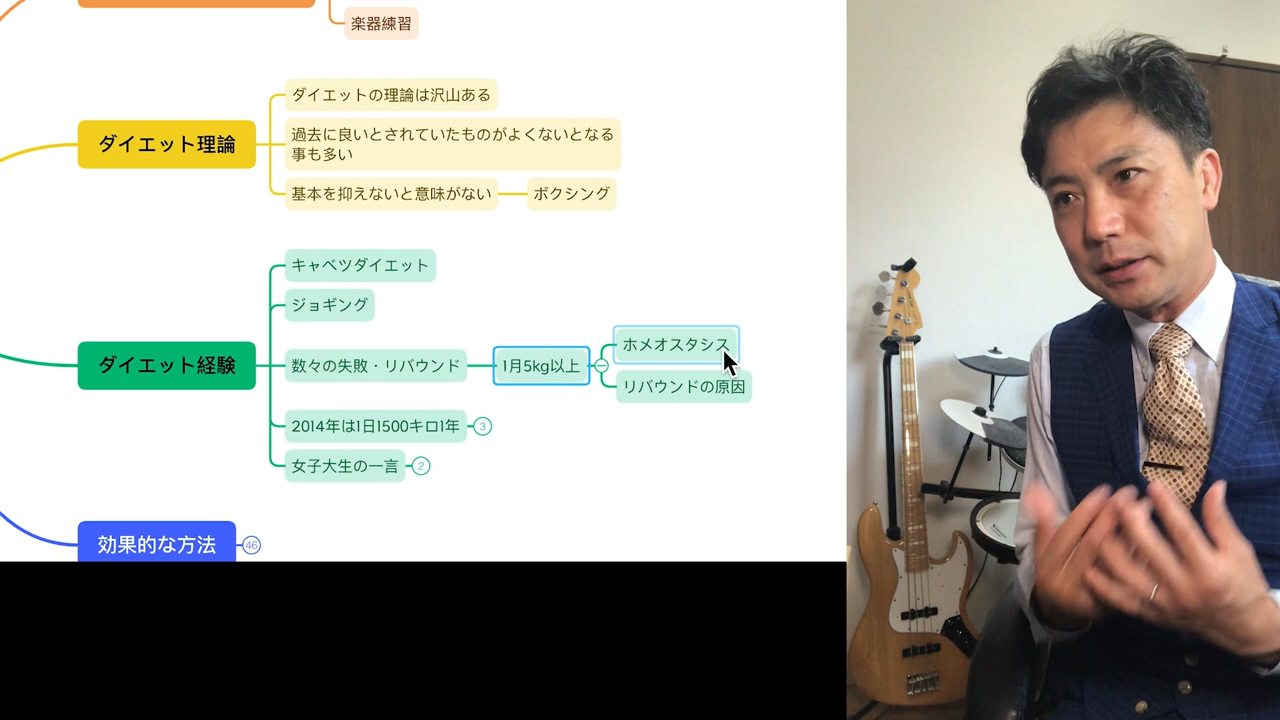 楽器練習
ダイエット理論
ダイエットの理論は沢山ある
過去に良いとされていたものがよくないとなる
事も多い
基本を抑えないと意味がない
ボクシング
ダイエット経験
キャベツダイエット
ジョギング
数々の失敗・リバウンド
1月5kg以上
ホメオスタシス
リバウンドの原因
2014年は1日1500キロ1年
3
女子大生の一言
2
効果的な方法
46